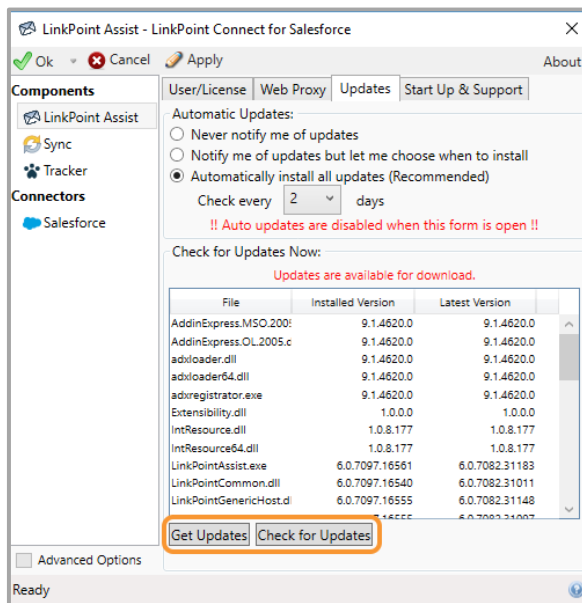 LinkPoint Assist - LinkPoint Connect for Salesforce
Ok Cancel Apply About
Components
LinkPoint Assist
Sync
Tracker
Connectors
Salesforce
User/License Web Proxy Updates Start Up & Support
Automatic Updates:
Never notify me of updates
Notify me of updates but let me choose when to install
Automatically install all updates (Recommended)
Check every 2 days
!! Auto updates are disabled when this form is open !!
Check for Updates Now:
Updates are available for download.
File Installed Version Latest Version
AddinExpress.MSO.2005 9.1.4620.0 9.1.4620.0
AddinExpress.OL.2005.c 9.1.4620.0 9.1.4620.0
adxloader.dll 9.1.4620.0 9.1.4620.0
adxloader64.dll 9.1.4620.0 9.1.4620.0
adxregistrator.exe 9.1.4620.0 9.1.4620.0
Extensibility.dll 1.0.0.0 1.0.0.0
IntResource.dll 1.0.8.177 1.0.8.177
IntResource64.dll 1.0.8.177 1.0.8.177
LinkPointAssist.exe 6.0.7097.16561 6.0.7082.31183
LinkPointCommon.dll 6.0.7097.16540 6.0.7082.31011
LinkPointGenericHost.dl 6.0.7097.16555 6.0.7082.31148
Get Updates Check for Updates
Advanced Options
Ready